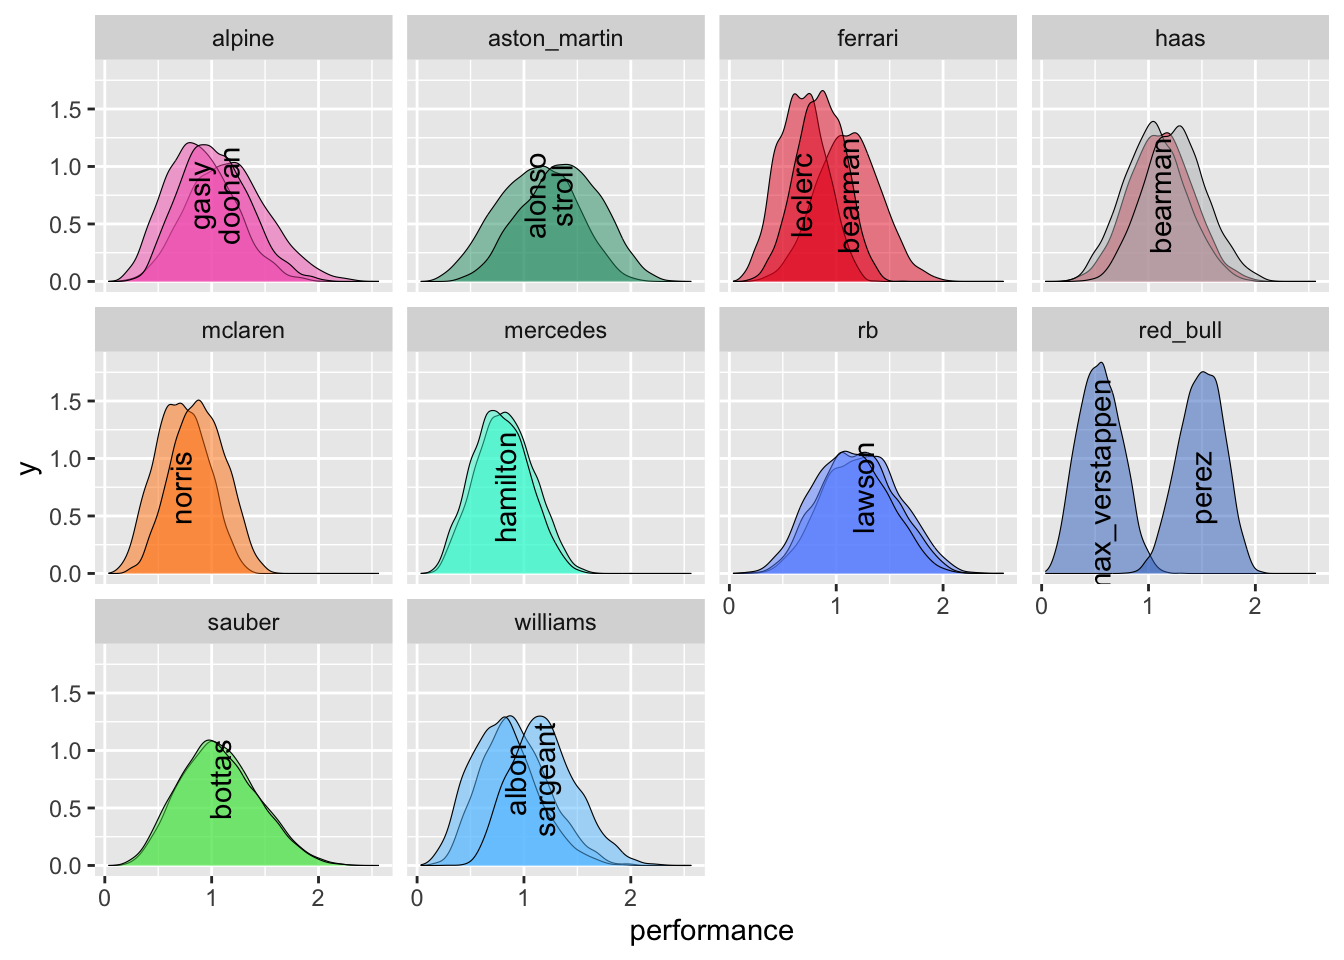 alpine aston_martin ferrari haas
1.5
1.0
0.5
0.0
gasly
doohan
alonso
stroll
leclerc
bearman
bearman
mclaren mercedes rb red_bull
1.5
1.0
0.5
0.0
norris
hamilton
lawson
max_verstappen
perez
0 1 2 0 1 2
sauber williams
1.5
1.0
0.5
0.0
bottas
albon
sargeant
0 1 2 0 1 2
performance
y